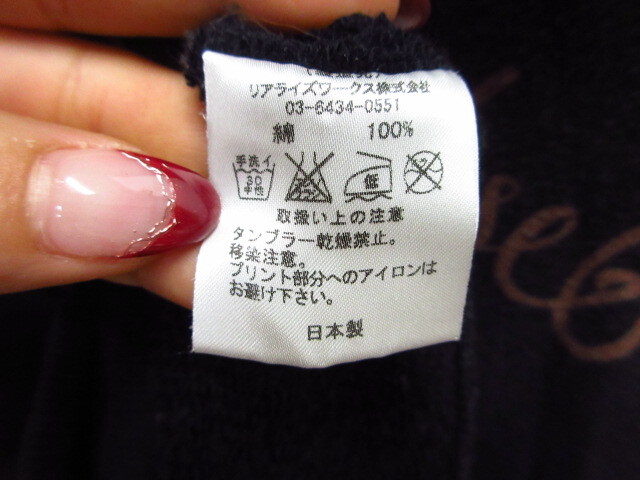 リアライズワークス株式会社
03-6434-0551
綿 100%
手洗イ
30
中性
低
取扱い上の注意
タンブラー乾燥禁止。
移染注意。
プリント部分へのアイロンは
お避け下さい。
日本製